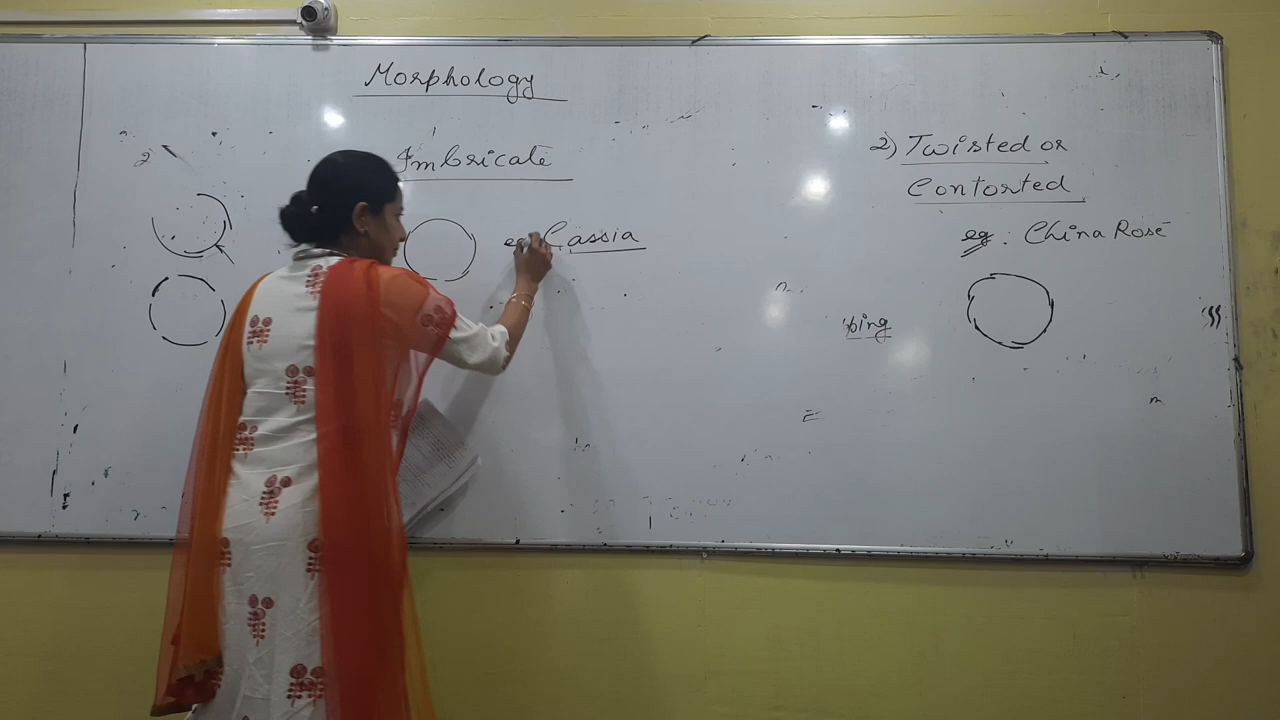 Morphology
Imbricate
eg Cassia
2) Twisted or
Contorted
eg: China Rose